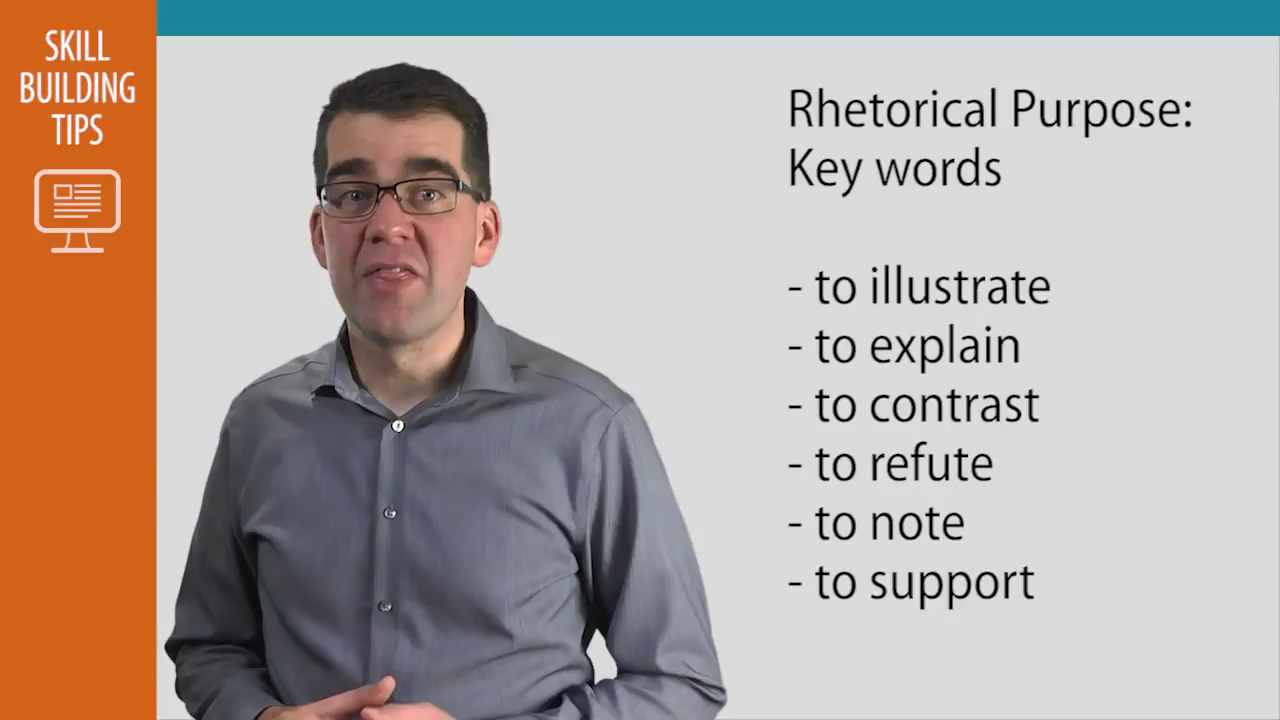 SKILL
BUILDING
TIPS
Rhetorical Purpose:
Key words
- to illustrate
- to explain
- to contrast
- to refute
- to note
- to support